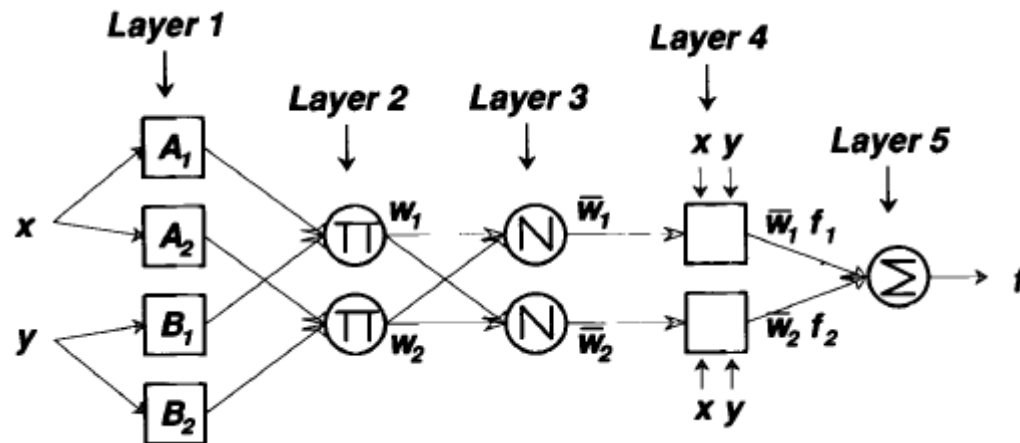 Layer 1
Layer 2
Layer 3
Layer 4
Layer 5
x
y
A₁
A₂
B₁
B₂
Π
Π
w₁
w₂
N
N
w̅₁
w̅₂
x y
x y
w̅₁ f₁
w̅₂ f₂
Σ
f